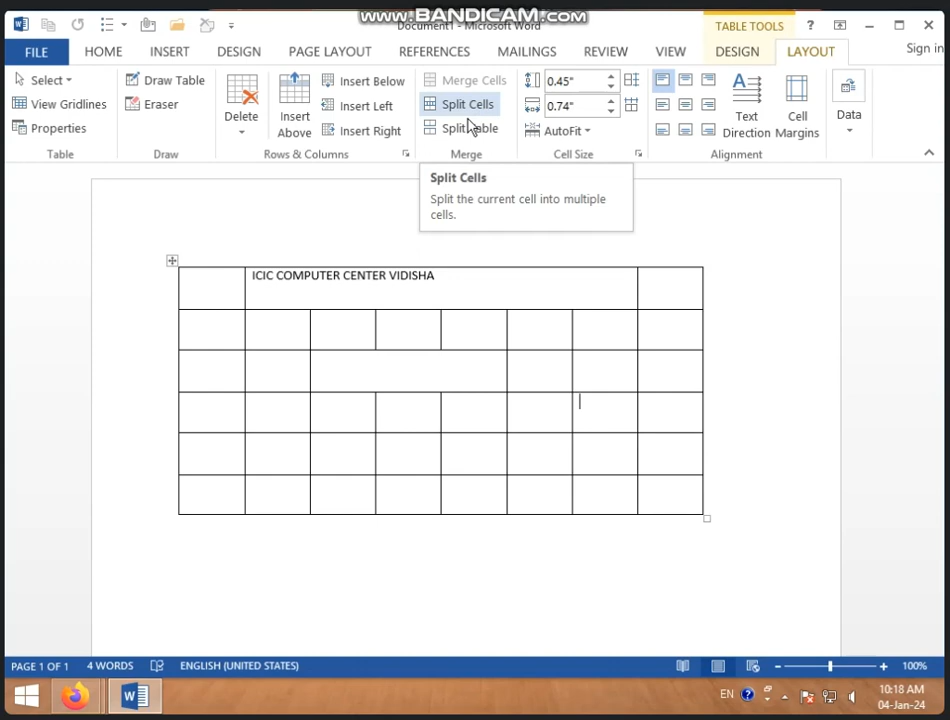 WWW.BANDICAM.COM
Document1 - Microsoft Word
TABLE TOOLS
?
FILE
HOME
INSERT
DESIGN
PAGE LAYOUT
REFERENCES
MAILINGS
REVIEW
VIEW
DESIGN
LAYOUT
Sign in
Select
View Gridlines
Properties
Table
Draw Table
Eraser
Draw
Delete
Insert
Above
Insert Below
Insert Left
Insert Right
Rows & Columns
Merge Cells
Split Cells
Split Table
Merge
0.45"
0.74"
AutoFit
Cell Size
Text
Direction
Cell
Margins
Alignment
Data
Split Cells
Split the current cell into multiple
cells.
ICIC COMPUTER CENTER VIDISHA
PAGE 1 OF 1
4 WORDS
ENGLISH (UNITED STATES)
100%
EN
10:18 AM
04-Jan-24